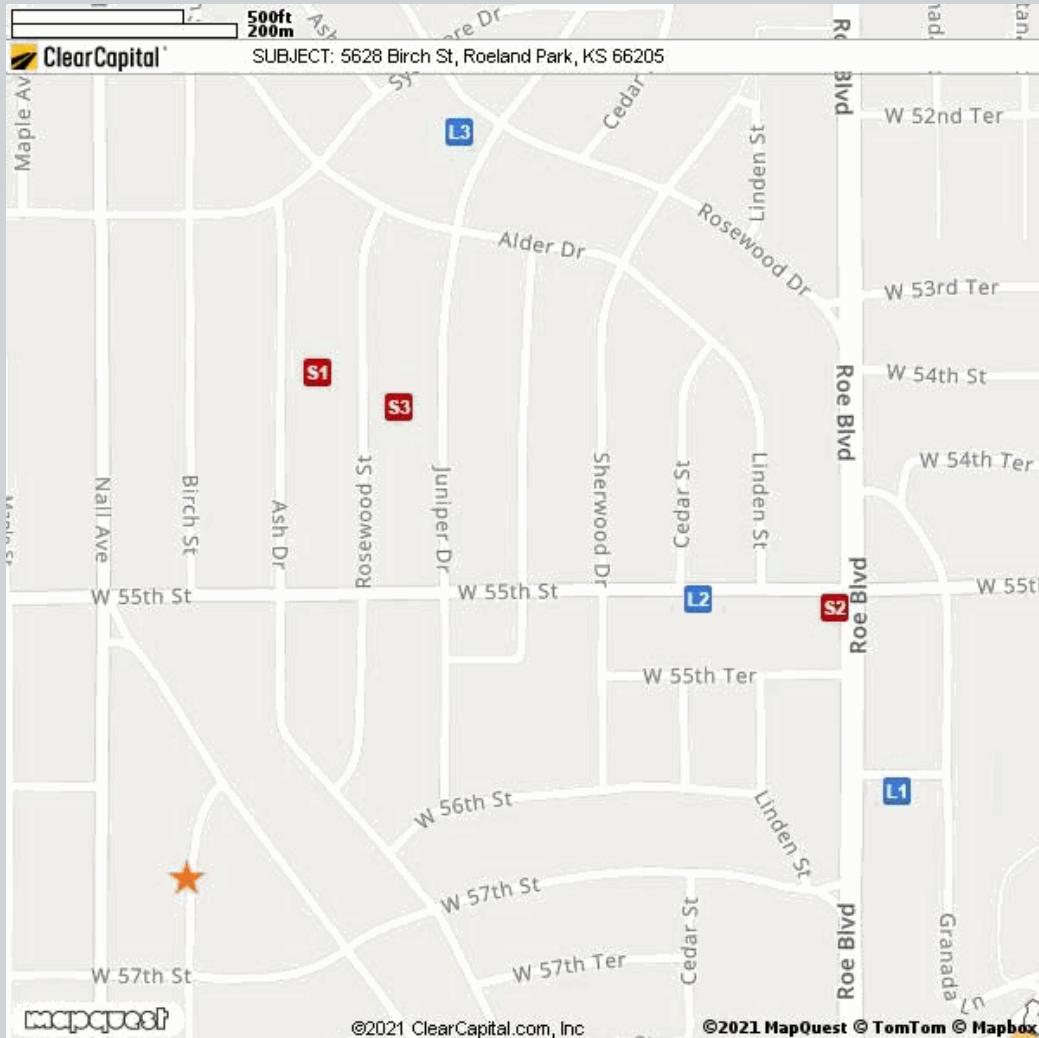 500ft
200m
ClearCapital
SUBJECT: 5628 Birch St, Roeland Park, KS 66205
Blvd
Maple Av
L3
Cedar
W 52nd Ter
Linden St
Rosewood Dr
Alder Dr
W 53rd Ter
S1
Roe Blvd
W 54th St
S3
W 54th Ter
Nall Ave
Birch St
Ash Dr
Rosewood St
Juniper Dr
Sherwood Dr
Cedar St
Linden St
W 55th St
W 55th St
L2
S2
Roe Blvd
W 55t
W 55th Ter
L1
W 56th St
Linden St
W 57th St
Cedar St
Roe Blvd
Granada Ln
W 57th St
W 57th Ter
mapquest
©2021 ClearCapital.com, Inc
©2021 MapQuest © TomTom © Mapbox